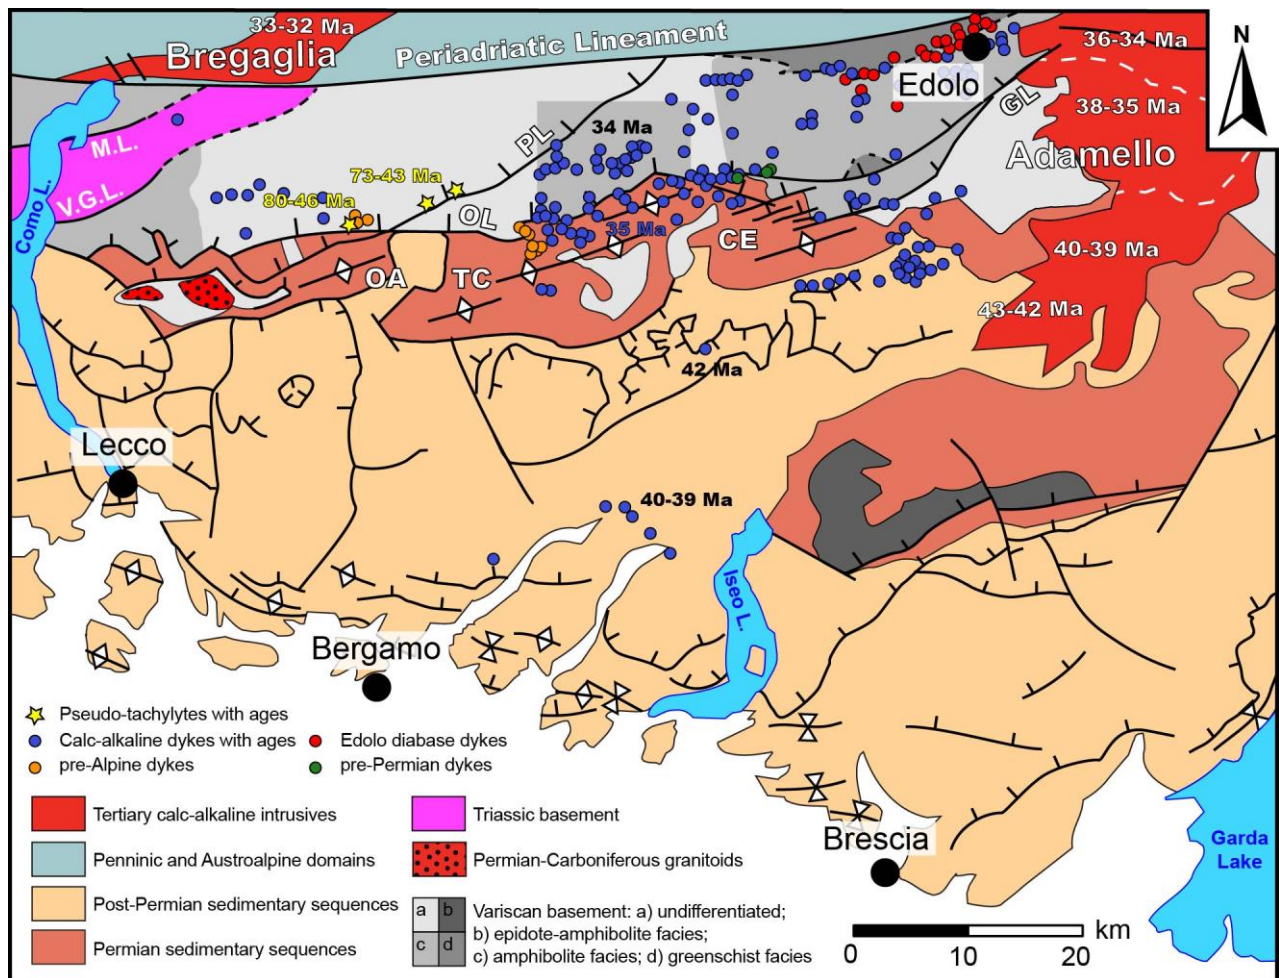 33-32 Ma
Bregaglia
Periadriatic Lineament
36-34 Ma
N
Edolo
GL
38-35 Ma
Adamello
M.L.
PL
34 Ma
V.G.L.
73-43 Ma
80-46 Ma
OL
35 Ma
CE
Como L.
40-39 Ma
OA
TC
43-42 Ma
42 Ma
Lecco
40-39 Ma
Iseo L.
Bergamo
Pseudo-tachylytes with ages
Calc-alkaline dykes with ages
Edolo diabase dykes
pre-Alpine dykes
pre-Permian dykes
Tertiary calc-alkaline intrusives
Triassic basement
Brescia
Garda
Lake
Penninic and Austroalpine domains
Permian-Carboniferous granitoids
Post-Permian sedimentary sequences
a b
Variscan basement: a) undifferentiated;
b) epidote-amphibolite facies;
Permian sedimentary sequences
c d
c) amphibolite facies; d) greenschist facies
km
0 10 20